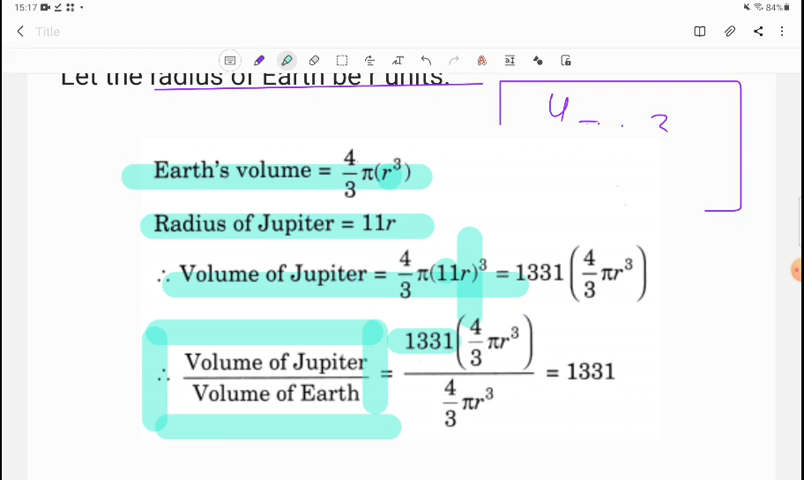 15:17 84%
Title
Let the radius of Earth be r units.
4
Earth's volume = 4/3 π(r³)
Radius of Jupiter = 11r
∴ Volume of Jupiter = 4/3 π(11r)³ = 1331(4/3 πr³)
∴ Volume of Jupiter / Volume of Earth = 1331(4/3 πr³) / 4/3 πr³ = 1331